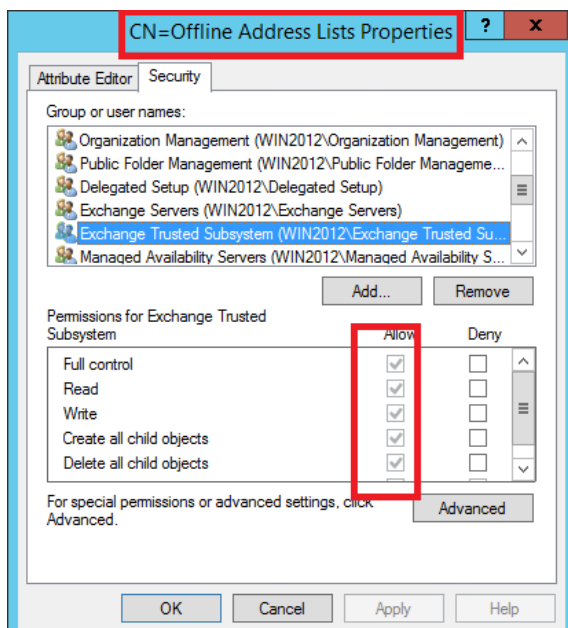 CN=Offline Address Lists Properties ? x
Attribute Editor Security
Group or user names:
Organization Management (WIN2012\Organization Management)
Public Folder Management (WIN2012\Public Folder Manageme...
Delegated Setup (WIN2012\Delegated Setup)
Exchange Servers (WIN2012\Exchange Servers)
Exchange Trusted Subsystem (WIN2012\Exchange Trusted Su...
Managed Availability Servers (WIN2012\Managed Availability S...
Add... Remove
Permissions for Exchange Trusted
Subsystem Allow Deny
Full control
Read
Write
Create all child objects
Delete all child objects
For special permissions or advanced settings, click
Advanced.
Advanced
OK Cancel Apply Help